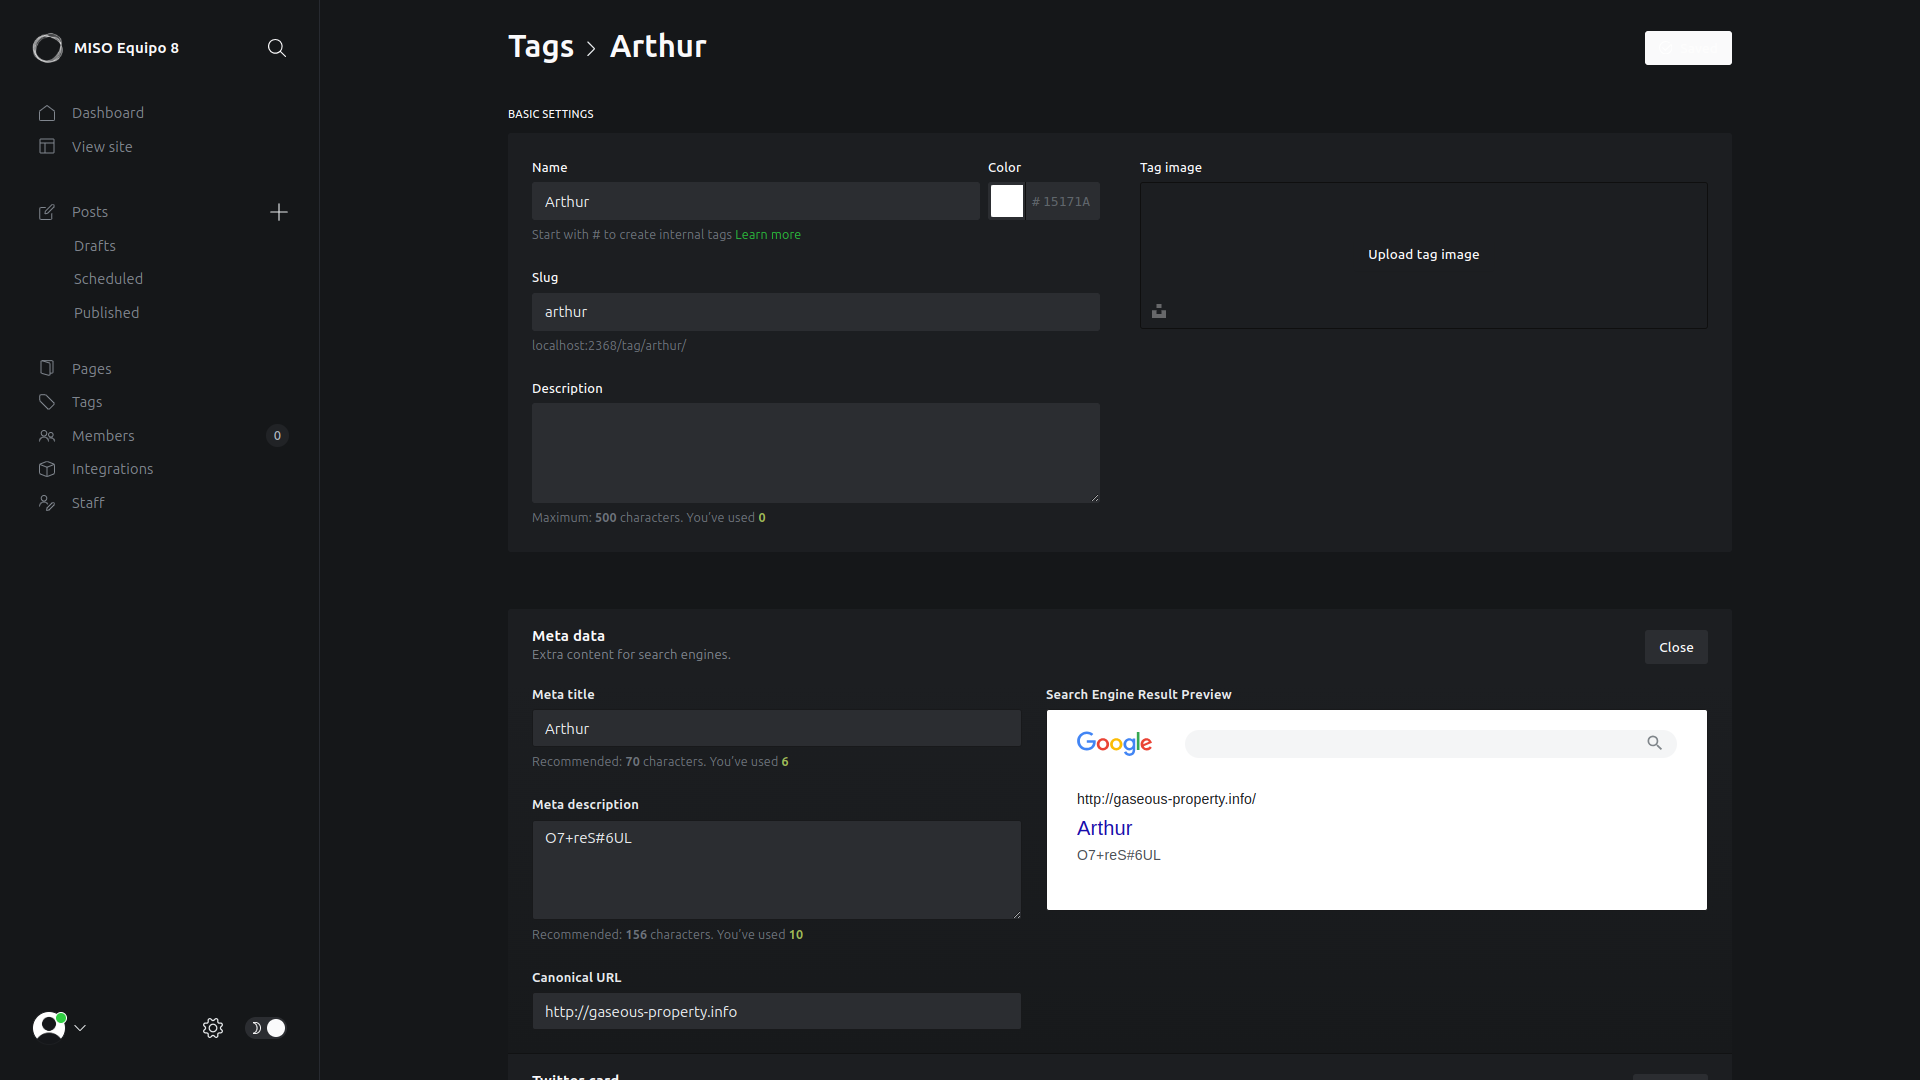 MISO Equipo 8
Dashboard
View site
Posts
Drafts
Scheduled
Published
Pages
Tags
Members 0
Integrations
Staff
Tags > Arthur
BASIC SETTINGS
Name
Arthur
Start with # to create internal tags Learn more
Color
# 15171A
Slug
arthur
localhost:2368/tag/arthur/
Description
Maximum: 500 characters. You've used 0
Tag image
Upload tag image
Meta data
Extra content for search engines.
Close
Meta title
Arthur
Recommended: 70 characters. You've used 6
Meta description
O7+reS#6UL
Recommended: 156 characters. You've used 10
Canonical URL
http://gaseous-property.info
Search Engine Result Preview
Google
http://gaseous-property.info/
Arthur
O7+reS#6UL
Twitter card